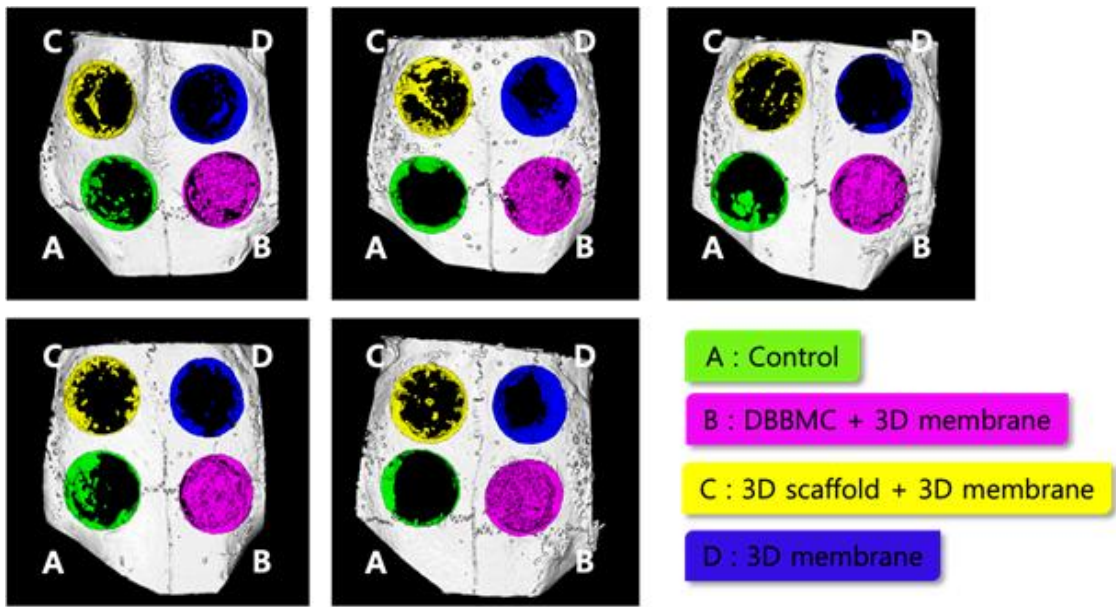 C D
A B
C D
A B
C D
A B
C D
A B
C D
A B
A : Control
B : DBBMC + 3D membrane
C : 3D scaffold + 3D membrane
D : 3D membrane